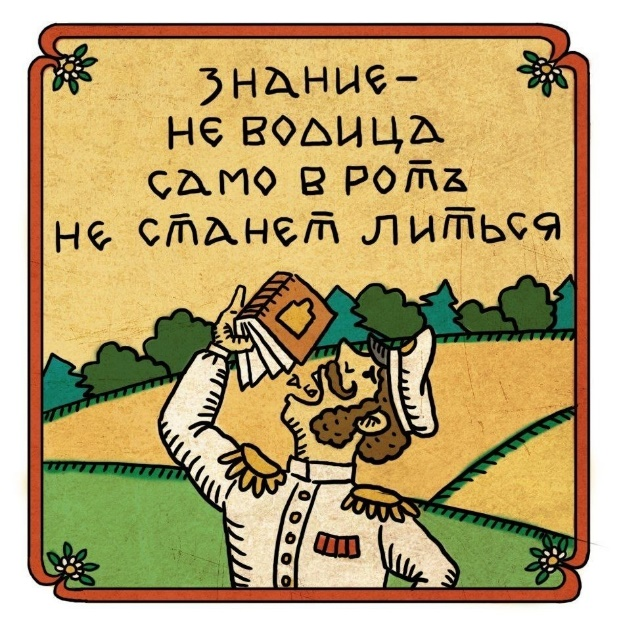 ЗНАНИЕ-
НЕ ВОДИЦА
САМО В РОТЪ
НЕ СТАНЕТ ЛИТЬСЯ